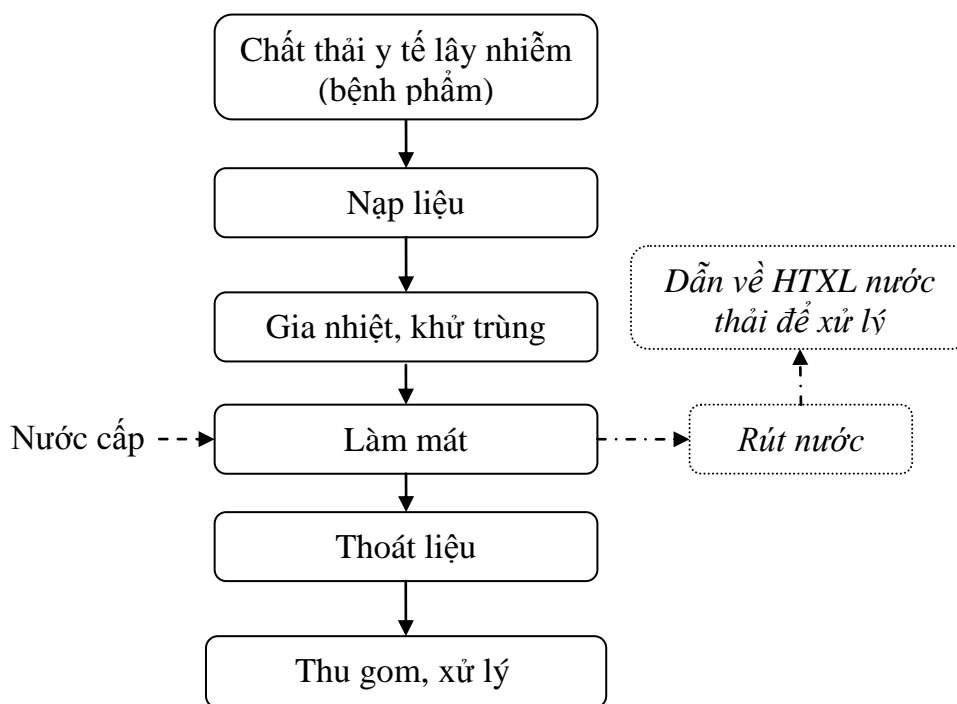 Chất thải y tế lây nhiễm
(bệnh phẩm)
Nạp liệu
Gia nhiệt, khử trùng
Dẫn về HTXL nước
thải để xử lý
Nước cấp
Làm mát
Rút nước
Thoát liệu
Thu gom, xử lý